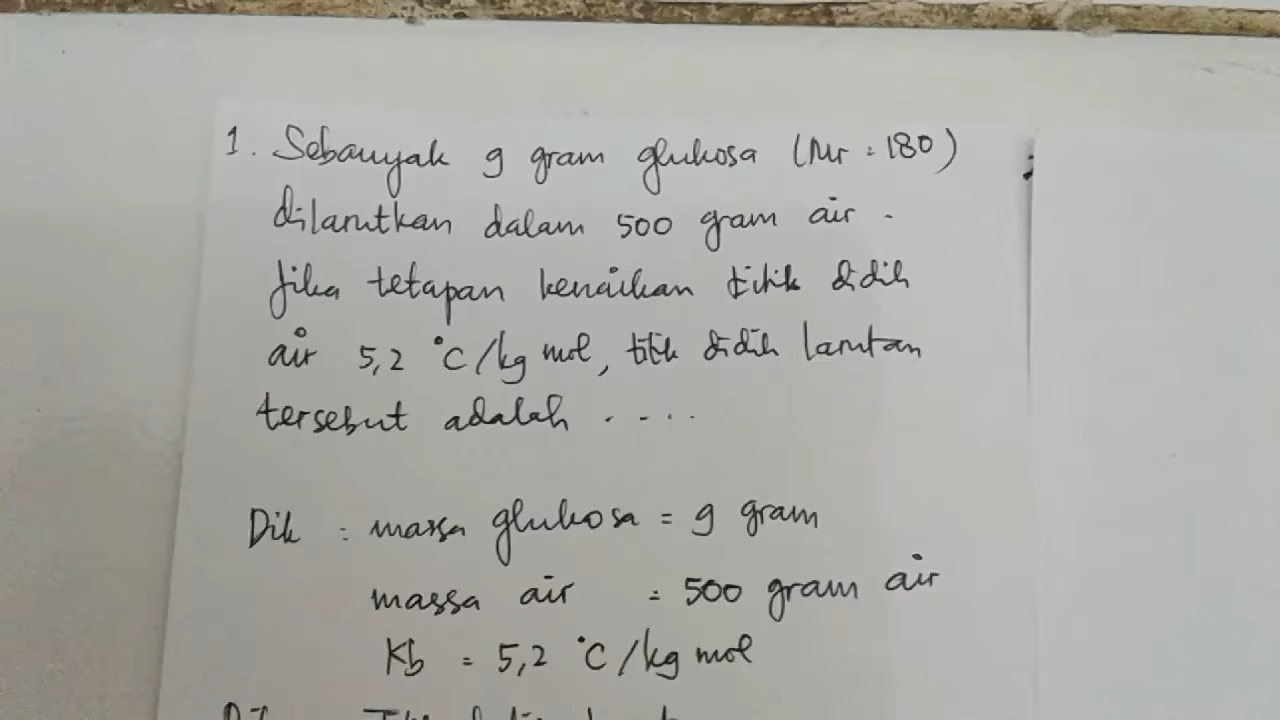 1. Sebanyak 9 gram glukosa (Mr = 180)
dilarutkan dalam 500 gram air.
Jika tetapan kenaikan titik didih
air 5,2 °C/kg mol, titik didih larutan
tersebut adalah ....
Dik : massa glukosa = 9 gram
massa air = 500 gram air
Kb = 5,2 °C/kg mol